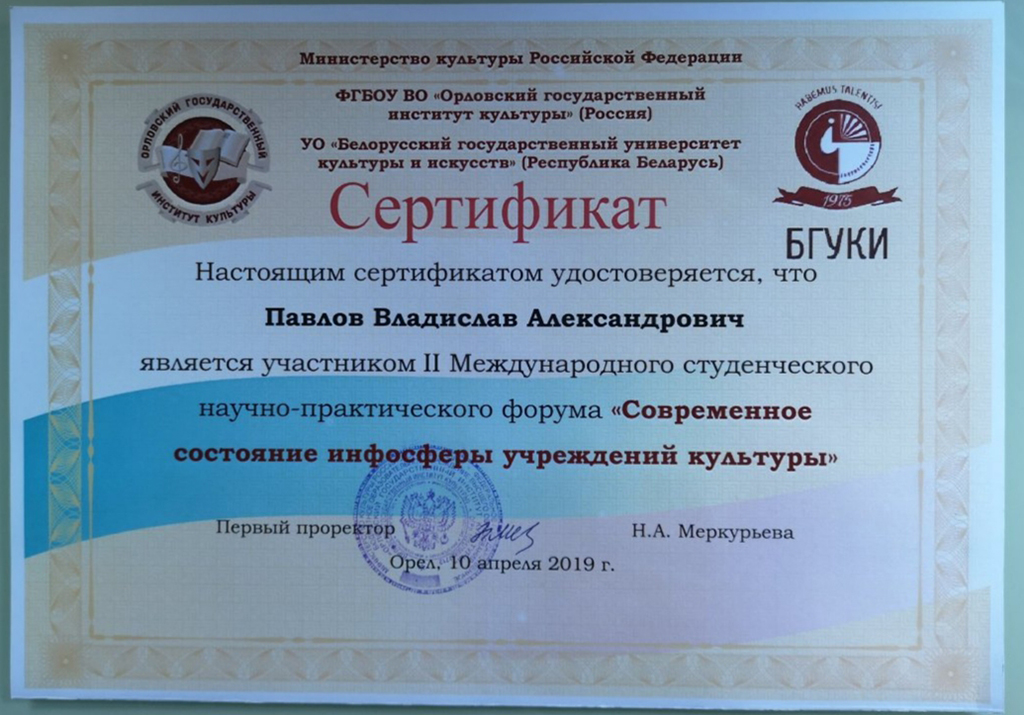 Министерство культуры Российской Федерации
ФГБОУ ВО «Орловский государственный
институт культуры» (Россия)
УО «Белорусский государственный университет
культуры и искусств» (Республика Беларусь)
ОРЛОВСКИЙ ГОСУДАРСТВЕННЫЙ
ИНСТИТУТ КУЛЬТУРЫ
HABEMUS TALENTIS
1975
БГУКИ
Сертификат
Настоящим сертификатом удостоверяется, что
Павлов Владислав Александрович
является участником II Международного студенческого
научно-практического форума «Современное
состояние инфосферы учреждений культуры»
Первый проректор
Н.А. Меркурьева
Орел, 10 апреля 2019 г.